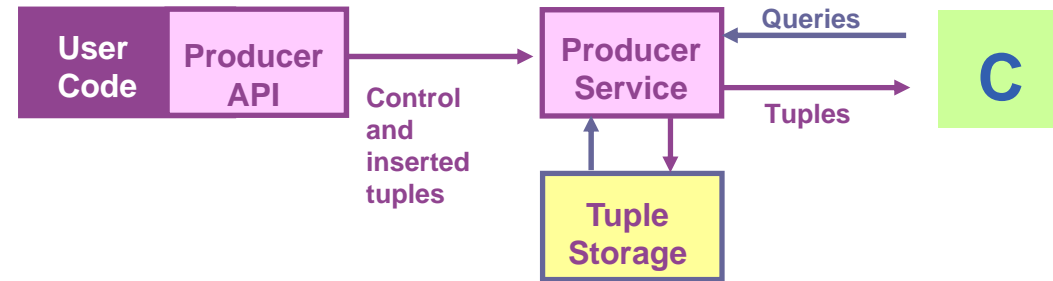 User
Code
Producer
API
Control
and
inserted
tuples
Producer
Service
Queries
Tuples
C
Tuple
Storage